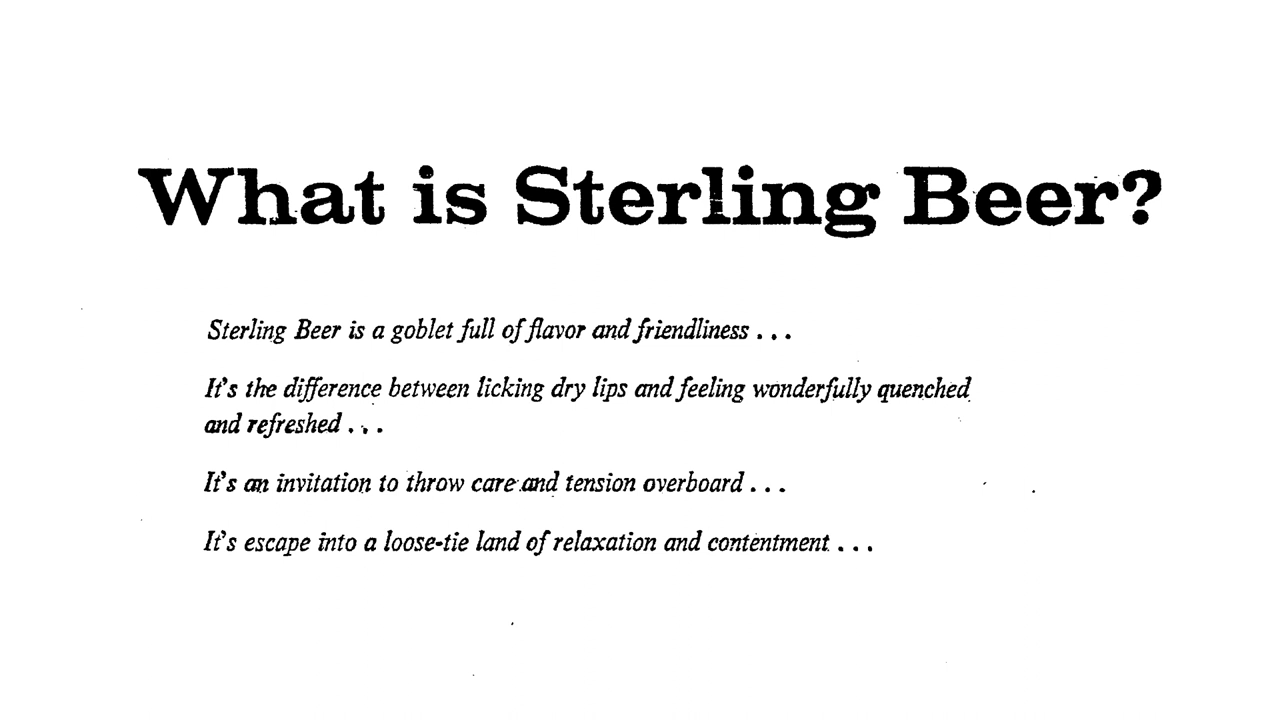 What is Sterling Beer?
Sterling Beer is a goblet full of flavor and friendliness . . .
It's the difference between licking dry lips and feeling wonderfully quenched
and refreshed . . .
It's an invitation to throw care and tension overboard . . .
It's escape into a loose-tie land of relaxation and contentment . . .